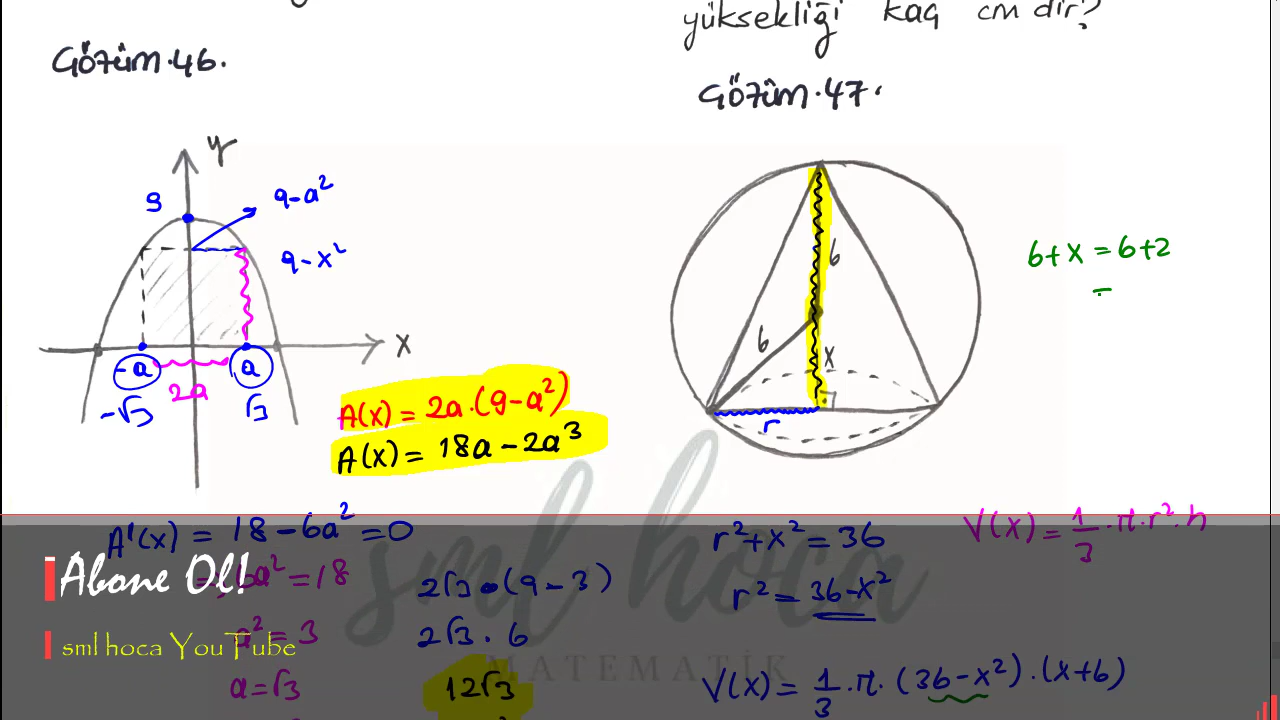 yüksekliği kaç cm dir?
Çözüm.46.
Çözüm.47.
y
9
9-a²
9-x²
x
-a
a
2a
-√3
√3
A(x) = 2a.(9-a²)
A(x) = 18a-2a³
A'(x) = 18-6a²=0
6a²=18
a²=3
a=√3
2√3.(9-3)
2√3.6
12√3
6
6
x
r
6+x=6+2
=
r²+x²=36
r²=36-x²
V(x)=1/3.π.r².h
V(x)=1/3.π.(36-x²).(x+6)
sml hoca
MATEMATİK
Abone Ol!
sml hoca YouTube